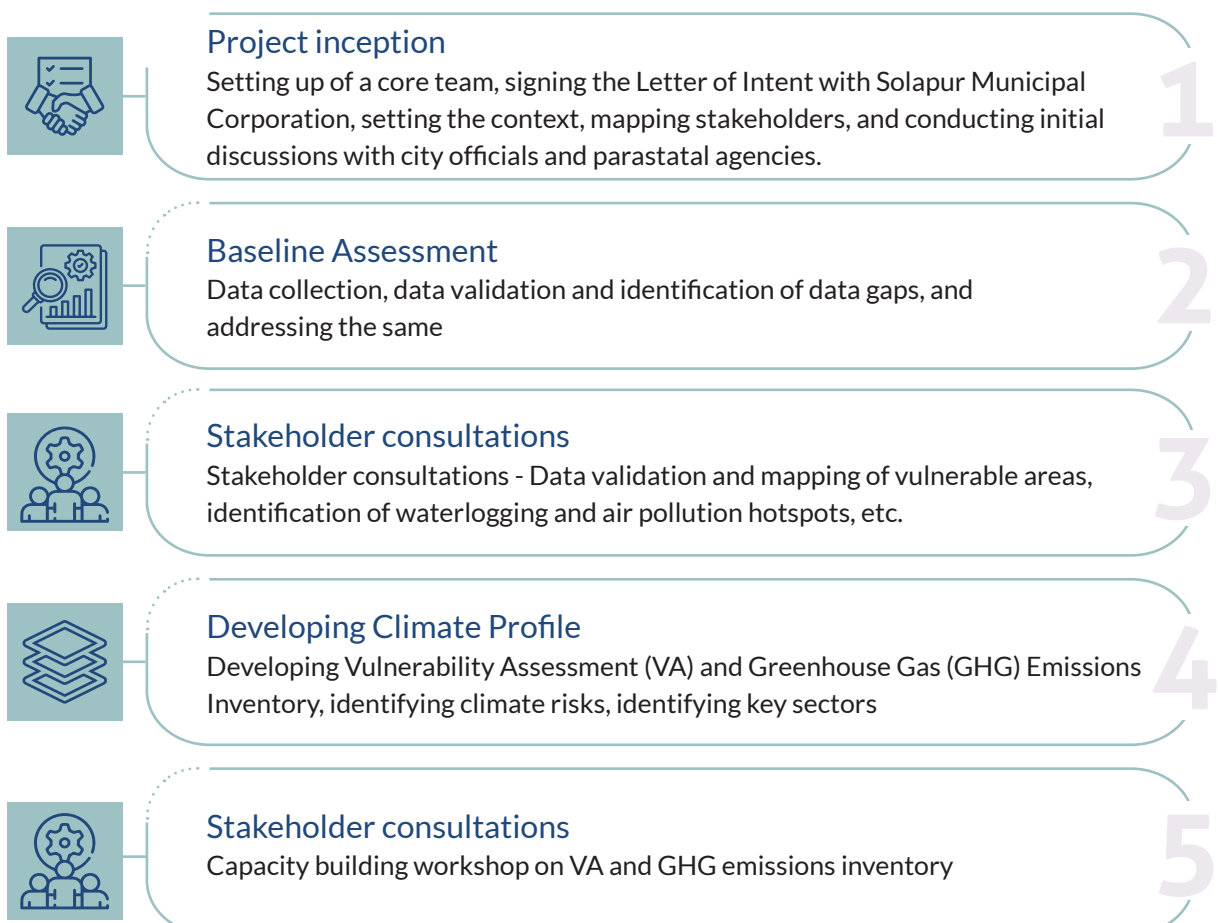 Project inception
Setting up of a core team, signing the Letter of Intent with Solapur Municipal
Corporation, setting the context, mapping stakeholders, and conducting initial
discussions with city officials and parastatal agencies.
1
Baseline Assessment
Data collection, data validation and identification of data gaps, and
addressing the same
2
Stakeholder consultations
Stakeholder consultations - Data validation and mapping of vulnerable areas,
identification of waterlogging and air pollution hotspots, etc.
3
Developing Climate Profile
Developing Vulnerability Assessment (VA) and Greenhouse Gas (GHG) Emissions
Inventory, identifying climate risks, identifying key sectors
4
Stakeholder consultations
Capacity building workshop on VA and GHG emissions inventory
5